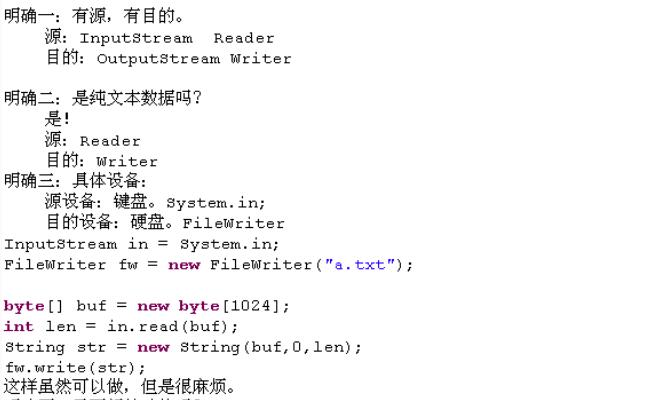 明确一：有源，有目的。
源：InputStream  Reader
目的：OutputStream Writer
明确二：是纯文本数据吗？
是！
源：Reader
目的：Writer
明确三：具体设备：
源设备：键盘。System.in;
目的设备：硬盘。FileWriter
InputStream in = System.in;
FileWriter fw = new FileWriter("a.txt");
byte[] buf = new byte[1024];
int len = in.read(buf);
String str = new String(buf,0,len);
fw.write(str);
这样虽然可以做，但是很麻烦。